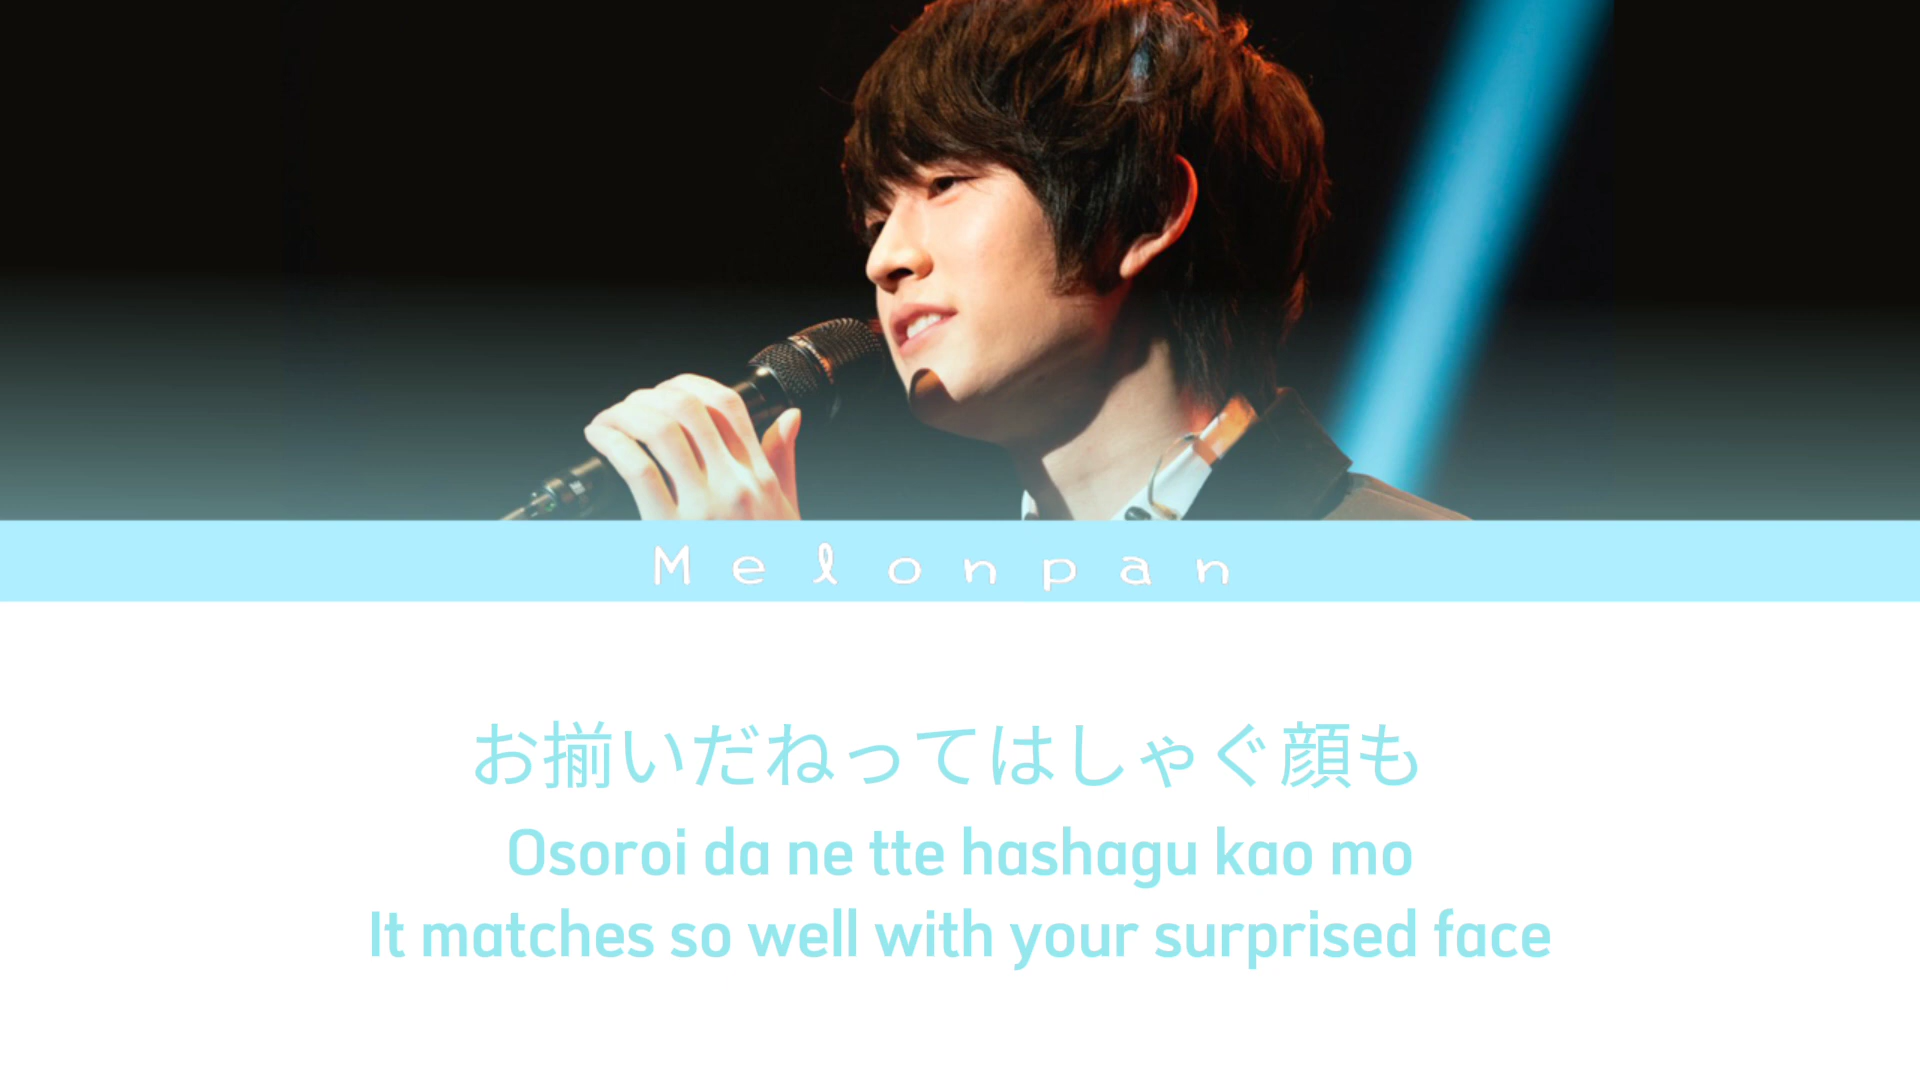 Melonpan
お揃いだねってはしゃぐ顔も
Osoroi da ne tte hashagu kao mo
It matches so well with your surprised face